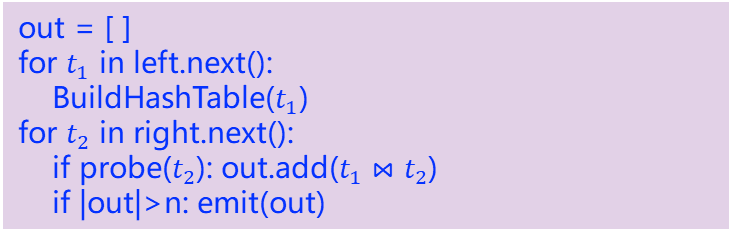 out = [ ]
for t₁ in left.next():
BuildHashTable(t₁)
for t₂ in right.next():
if probe(t₂): out.add(t₁ ⋈ t₂)
if |out|>n: emit(out)